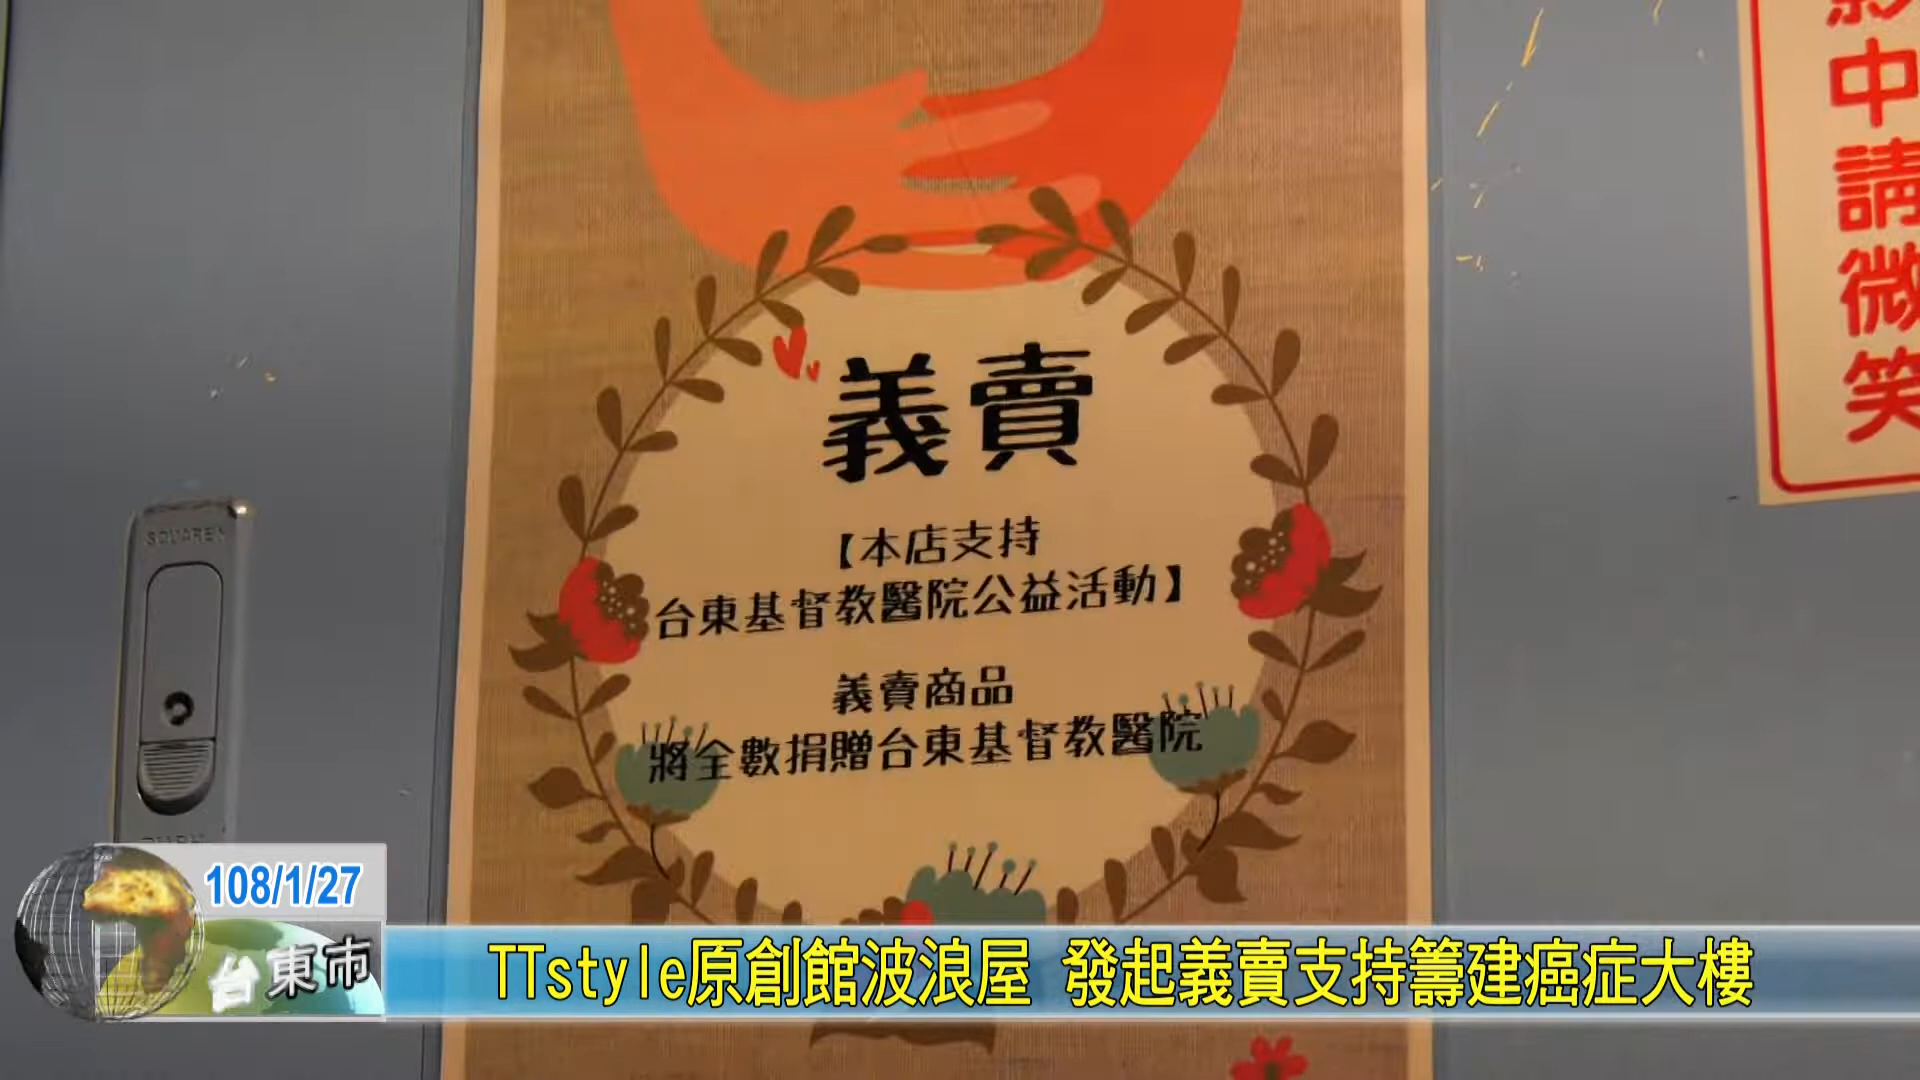 義賣
【本店支持
台東基督教醫院公益活動】
義賣商品
將全數捐贈台東基督教醫院
中請微笑
SQUARE
108/1/27
台東市
TTstyle原創館波浪屋 發起義賣支持籌建癌症大樓